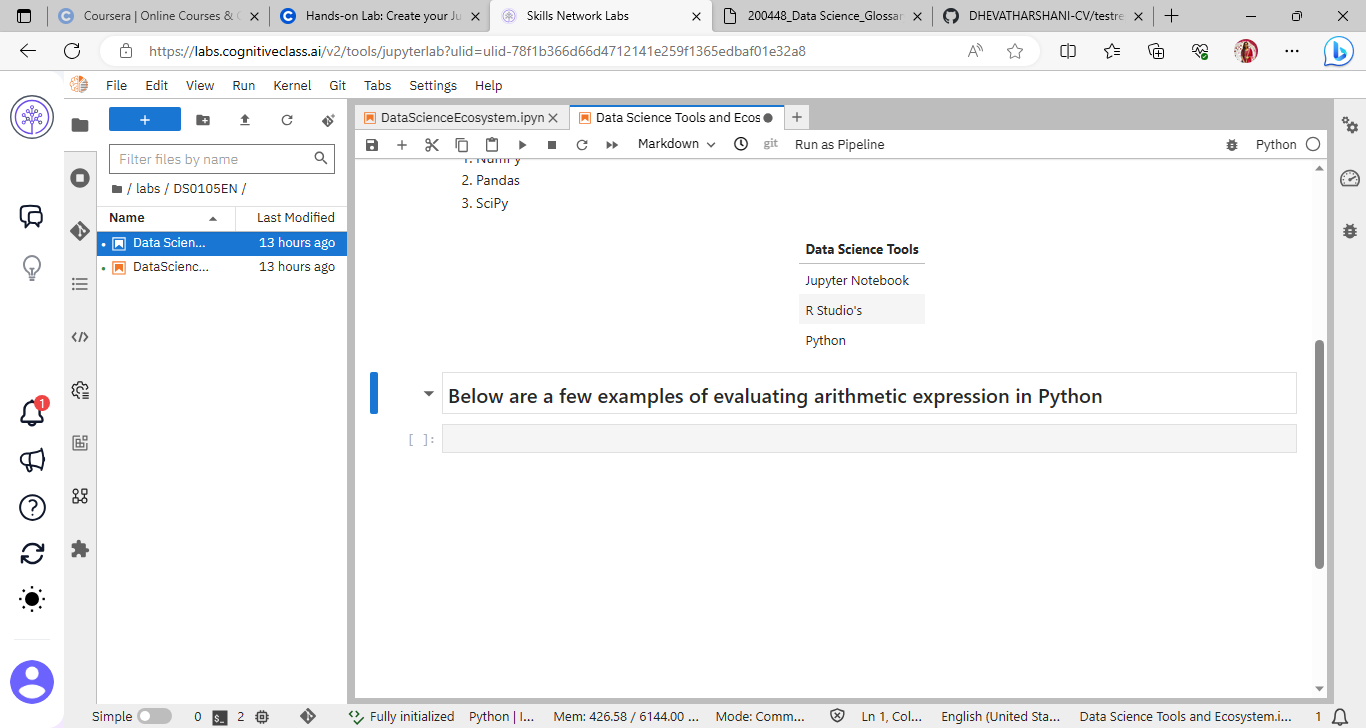 Coursera | Online Courses & C
Hands-on Lab: Create your Ju
Skills Network Labs
200448_Data Science_Glossar
DHEVATHARSHANI-CV/testre
https://labs.cognitiveclass.ai/v2/tools/jupyterlab?ulid=ulid-78f1b366d66d4712141e259f1365edbaf01e32a8
File Edit View Run Kernel Git Tabs Settings Help
DataScienceEcosystem.ipyn
Data Science Tools and Ecos
Markdown
git
Run as Pipeline
Python
Filter files by name
/ labs / DS0105EN /
Name Last Modified
Data Scien... 13 hours ago
DataScienc... 13 hours ago
1. NumPy
2. Pandas
3. SciPy
Data Science Tools
Jupyter Notebook
R Studio's
Python
Below are a few examples of evaluating arithmetic expression in Python
[ ]:
1
Simple 0 $_ 2 Fully initialized Python | I... Mem: 426.58 / 6144.00 ... Mode: Comm... Ln 1, Col... English (United Sta... Data Science Tools and Ecosystem.i... 1